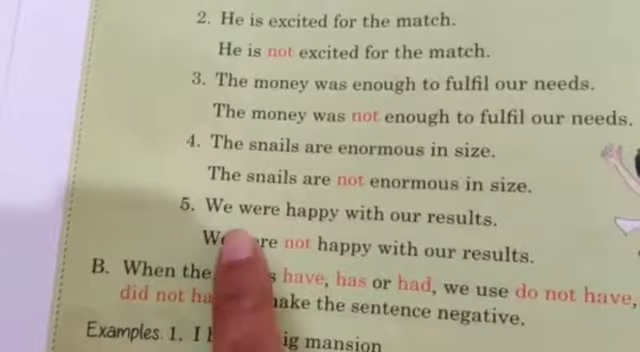 2. He is excited for the match.
He is not excited for the match.
3. The money was enough to fulfil our needs.
The money was not enough to fulfil our needs.
4. The snails are enormous in size.
The snails are not enormous in size.
5. We were happy with our results.
not happy with our results.
B. When the have, has or had, we use do not have,
did not make the sentence negative.
Examples 1. I mansion